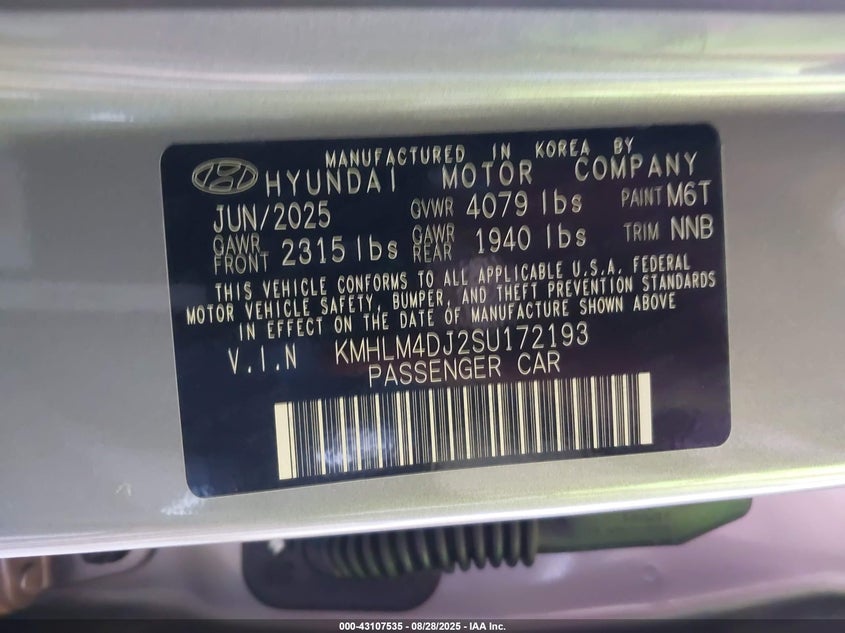 MANUFACTURED IN KOREA BY
HYUNDAI MOTOR COMPANY
JUN/2025 GVWR 4079 lbs PAINT M6T
GAWR FRONT 2315 lbs GAWR REAR 1940 lbs TRIM NNB
THIS VEHICLE CONFORMS TO ALL APPLICABLE U.S.A. FEDERAL
MOTOR VEHICLE SAFETY, BUMPER, AND THEFT PREVENTION STANDARDS
IN EFFECT ON THE DATE OF MANUFACTURE SHOWN ABOVE
V.I.N KMHLM4DJ2SU172193
PASSENGER CAR
000-43107535 - 08/28/2025 - IAA Inc.